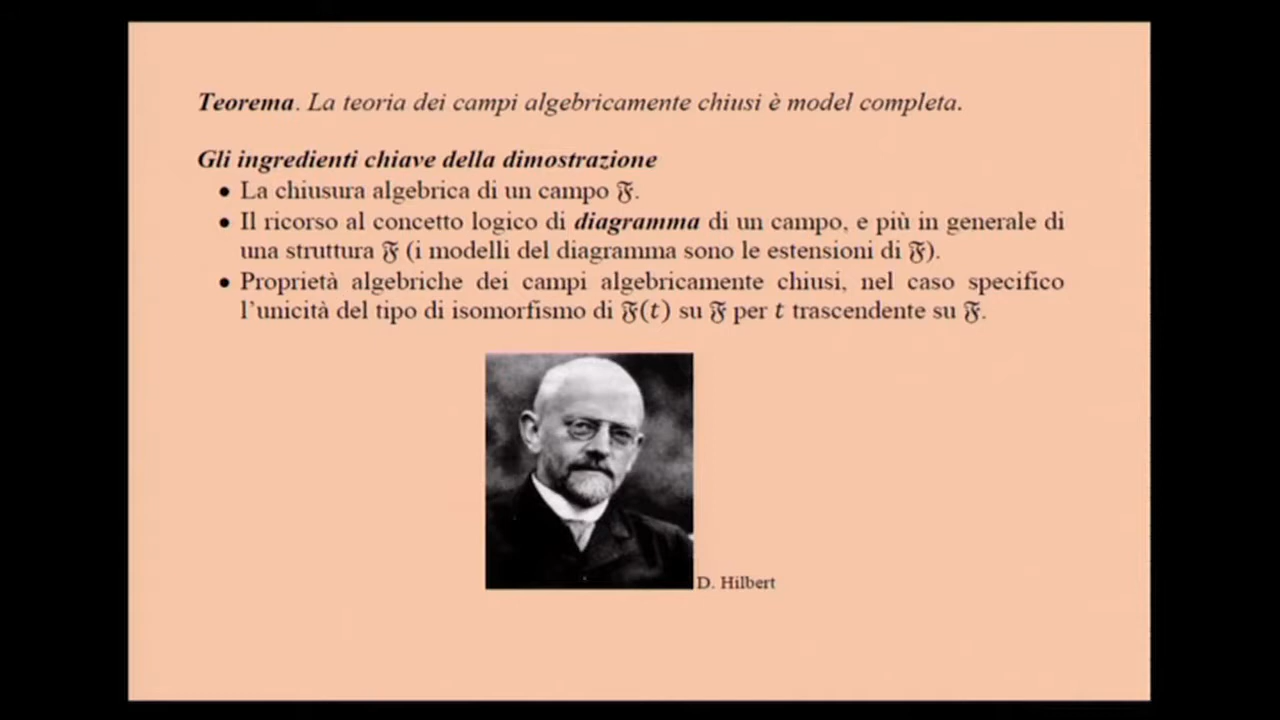 Teorema. La teoria dei campi algebricamente chiusi è model completa.
Gli ingredienti chiave della dimostrazione
● La chiusura algebrica di un campo 𝔉.
● Il ricorso al concetto logico di diagramma di un campo, e più in generale di
una struttura 𝔉 (i modelli del diagramma sono le estensioni di 𝔉).
● Proprietà algebriche dei campi algebricamente chiusi, nel caso specifico
l'unicità del tipo di isomorfismo di 𝔉(t) su 𝔉 per t trascendente su 𝔉.
D. Hilbert